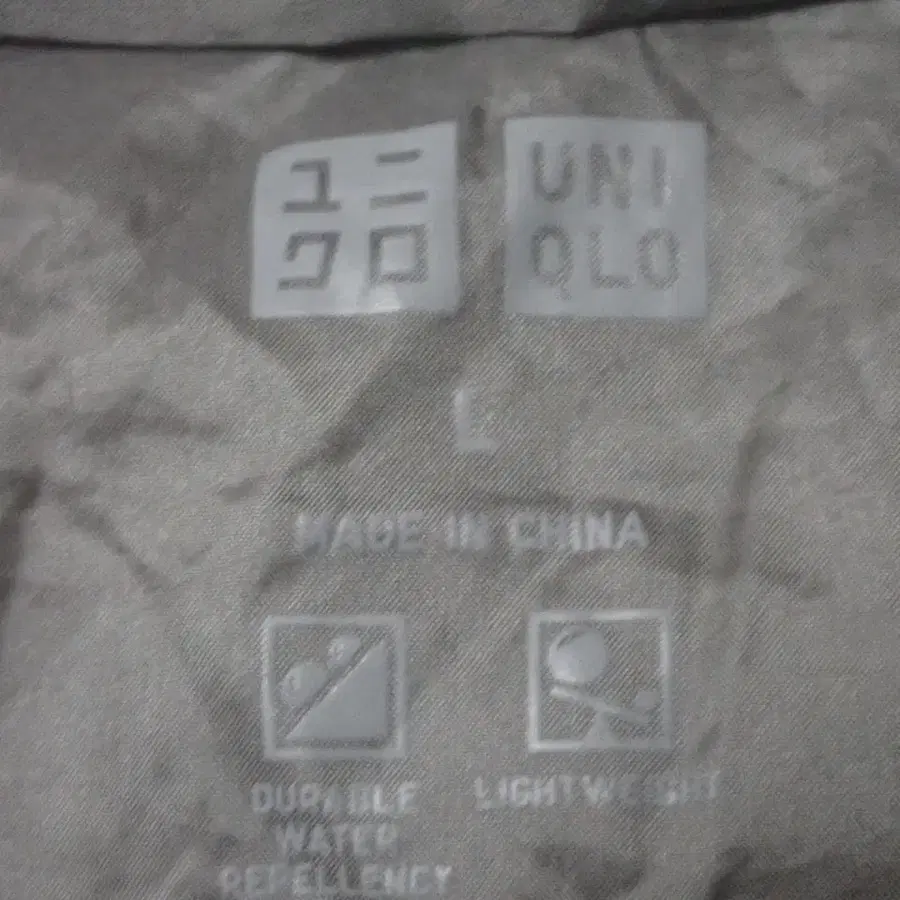 ユニ
クロ
UNI
QLO
L
MADE IN CHINA
DURABLE
WATER
REPELLENCY
LIGHTWEIGHT